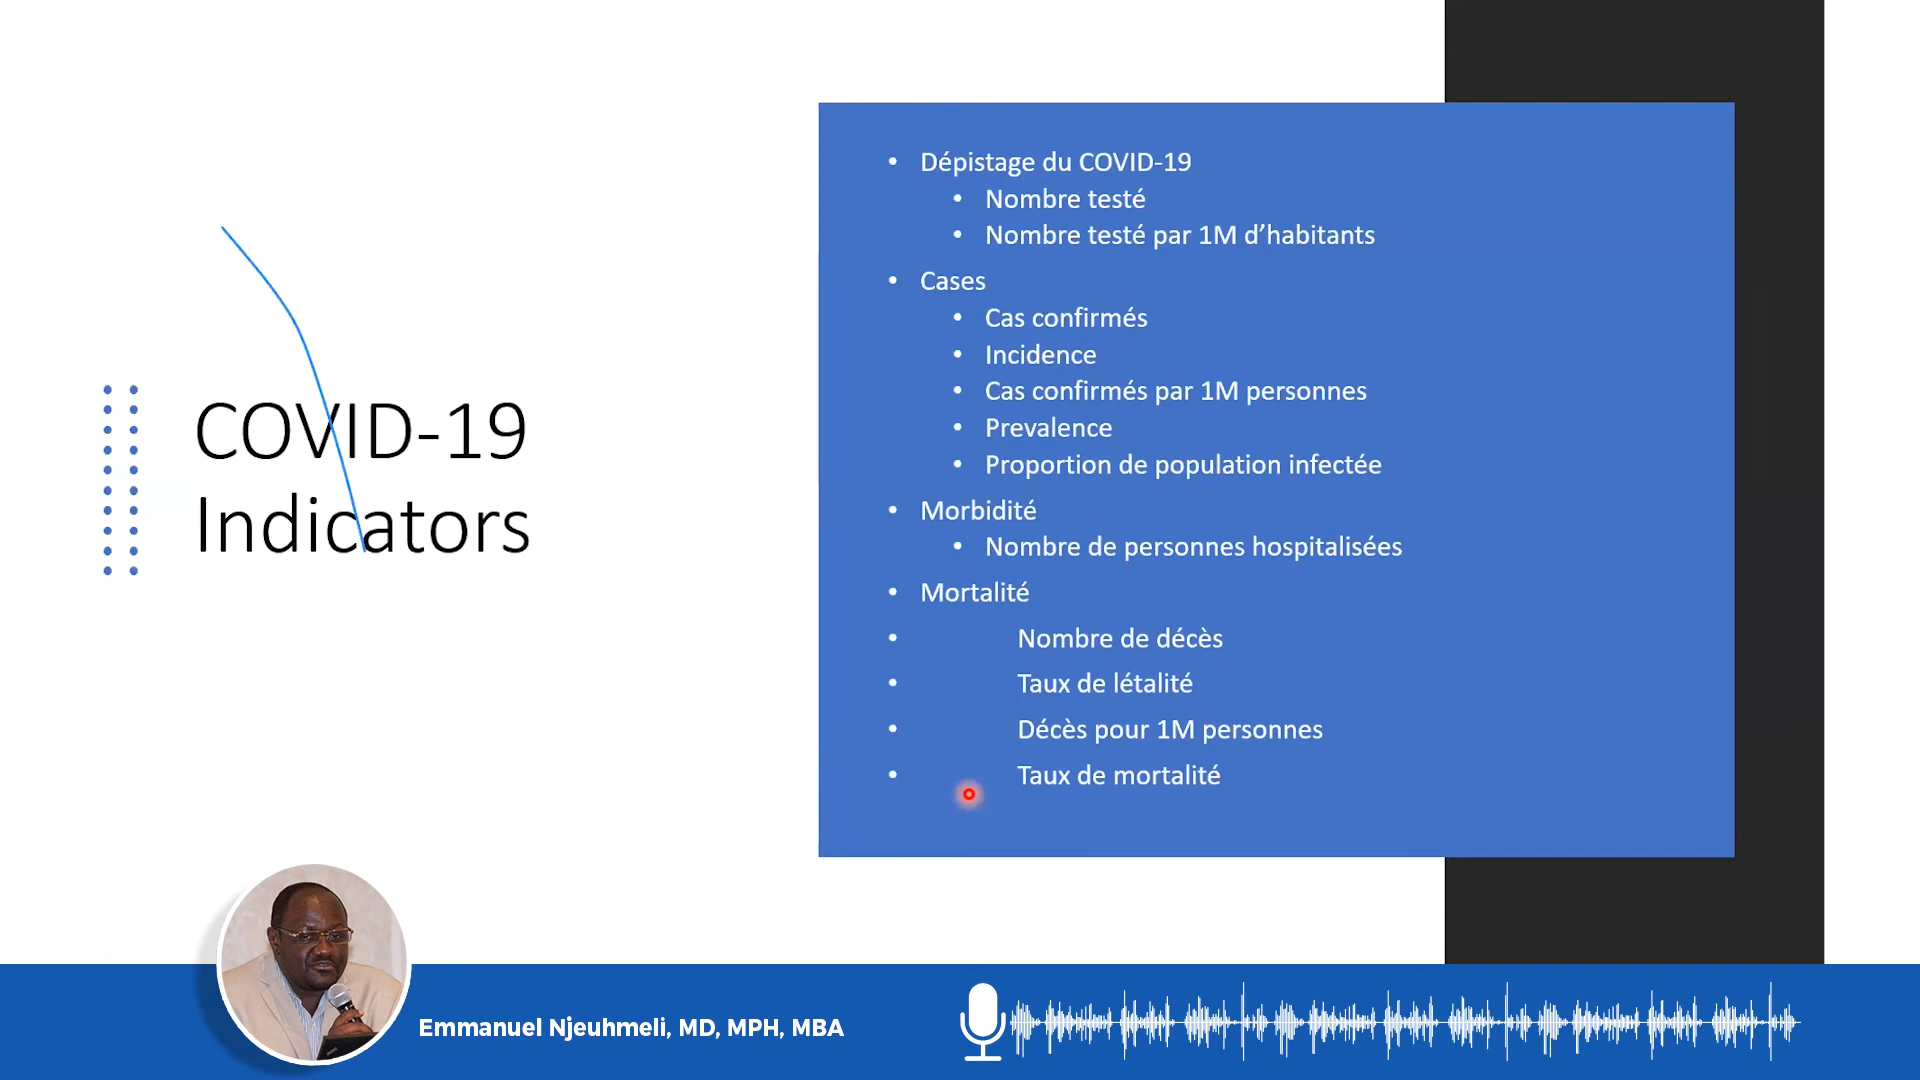 COVID-19
Indicators
• Dépistage du COVID-19
• Nombre testé
• Nombre testé par 1M d’habitants
• Cases
• Cas confirmés
• Incidence
• Cas confirmés par 1M personnes
• Prevalence
• Proportion de population infectée
• Morbidité
• Nombre de personnes hospitalisées
• Mortalité
• Nombre de décès
• Taux de létalité
• Décès pour 1M personnes
• Taux de mortalité
Emmanuel Njeuhmeli, MD, MPH, MBA